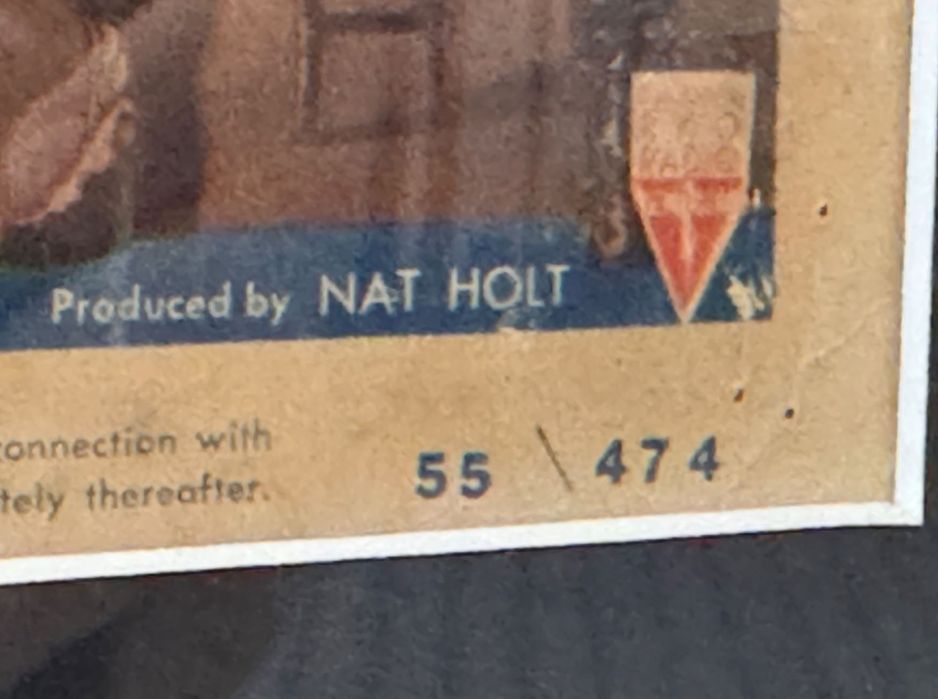 Produced by NAT HOLT
onnection with
tely thereafter.
55 \ 474